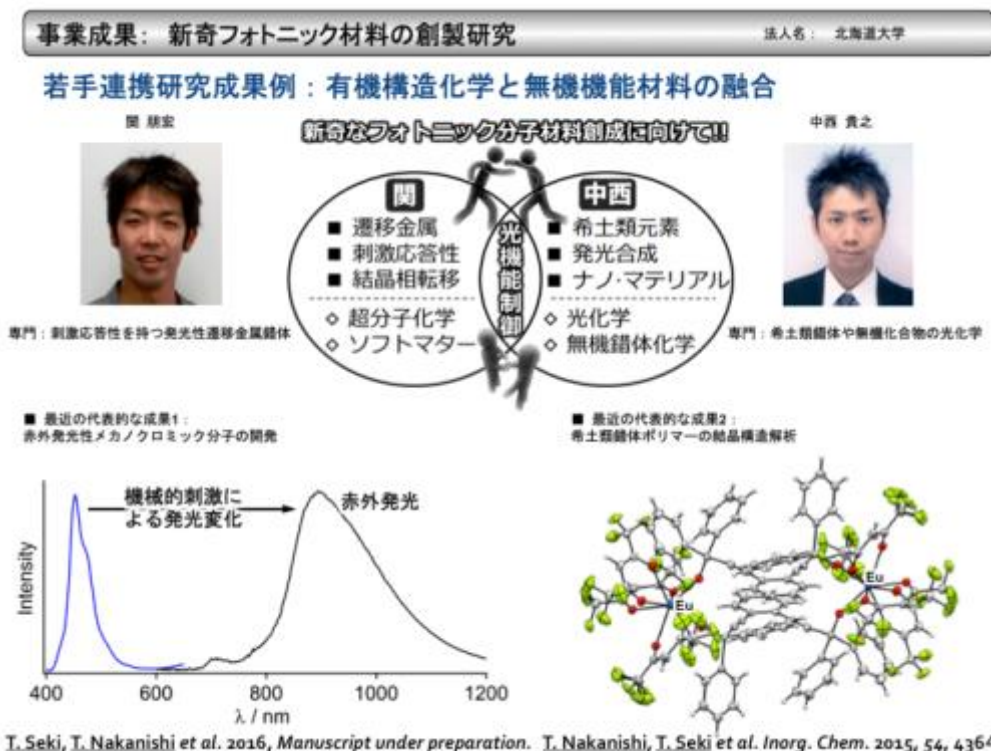 事業成果： 新奇フォトニック材料の創製研究
法人名： 北海道大学
若手連携研究成果例：有機構造化学と無機機能材料の融合
関 朋宏
新奇なフォトニック分子材料創成に向けて!!
中西 貴之
関
■ 遷移金属
■ 刺激応答性
■ 結晶相転移
◇ 超分子化学
◇ ソフトマター
光機能制御
中西
■ 希土類元素
■ 発光合成
■ ナノ・マテリアル
◇ 光化学
◇ 無機錯体化学
専門：刺激応答性を持つ発光性遷移金属錯体
専門：希土類錯体や無機化合物の光化学
■ 最近の代表的な成果1：
赤外発光性メカノクロミック分子の開発
■ 最近の代表的な成果2：
希土類錯体ポリマーの結晶構造解析
機械的刺激に
よる発光変化
赤外発光
Intensity
400 600 800 1000 1200
λ / nm
Eu
Eu
T. Seki, T. Nakanishi et al. 2016, Manuscript under preparation.
T. Nakanishi, T. Seki et al. Inorg. Chem. 2015, 54, 4364